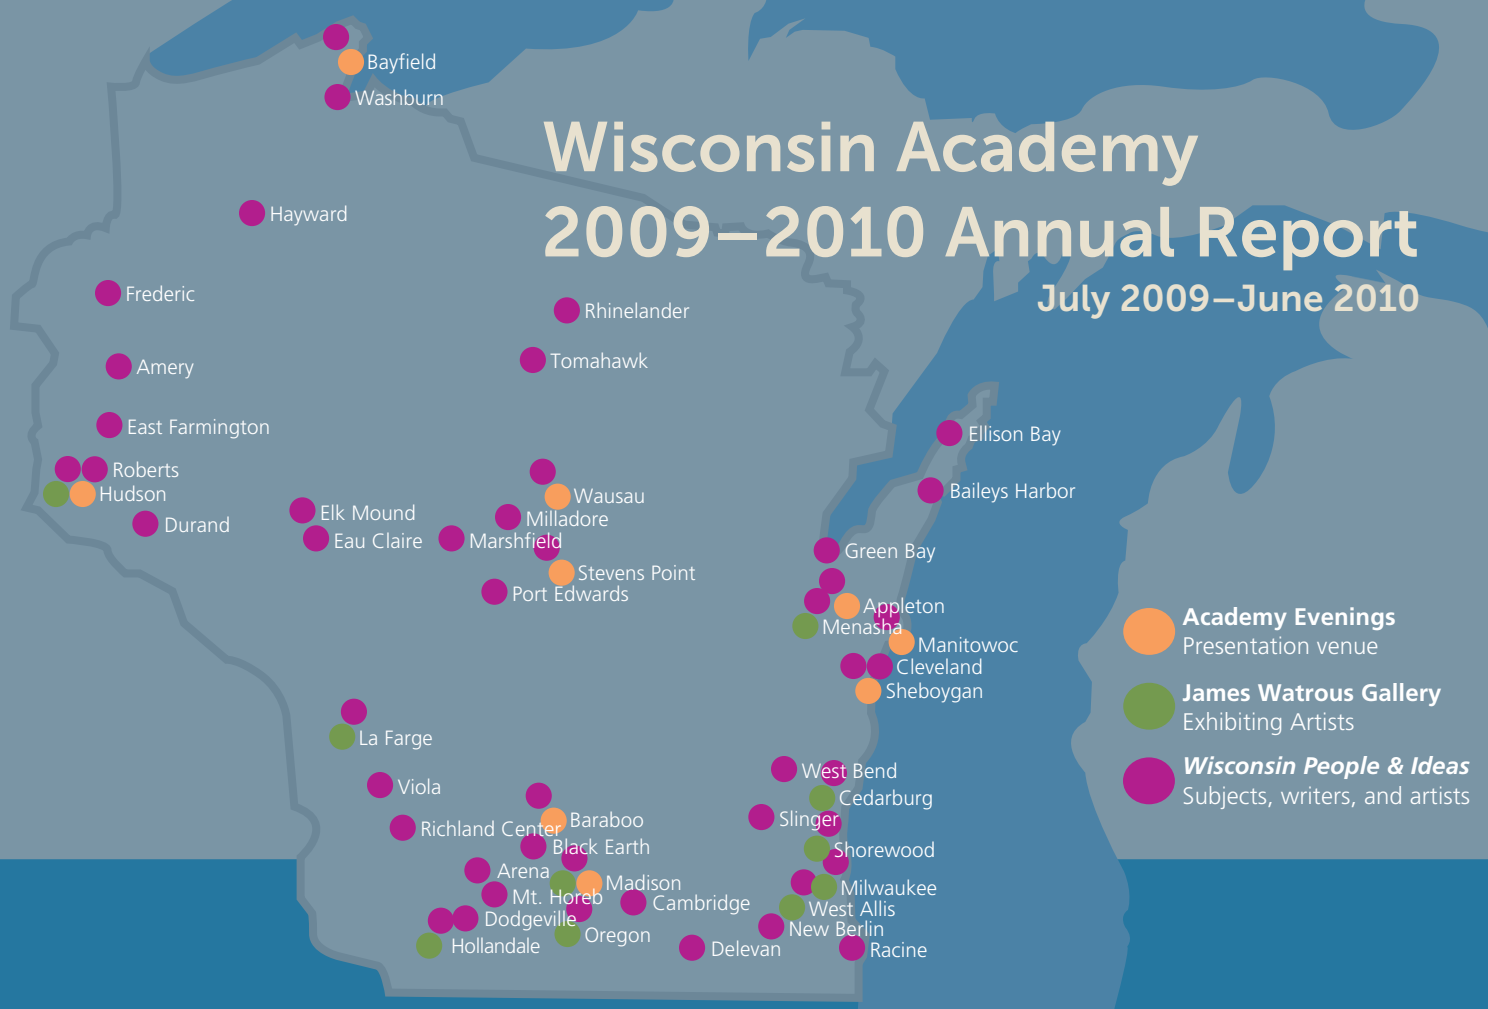 Bayfield
Washburn
Wisconsin Academy
2009–2010 Annual Report
July 2009–June 2010
Hayward
Frederic
Rhinelander
Tomahawk
Amery
East Farmington
Ellison Bay
Roberts
Hudson
Baileys Harbor
Wausau
Elk Mound
Milladore
Durand
Eau Claire
Marshfield
Green Bay
Stevens Point
Port Edwards
Appleton
Menasha
Manitowoc
Cleveland
Sheboygan
Academy Evenings
Presentation venue
James Watrous Gallery
Exhibiting Artists
Wisconsin People & Ideas
Subjects, writers, and artists
La Farge
West Bend
Viola
Cedarburg
Slinger
Baraboo
Richland Center
Black Earth
Shorewood
Arena
Madison
Milwaukee
Mt. Horeb
Cambridge
West Allis
Dodgeville
New Berlin
Oregon
Hollandale
Delevan
Racine